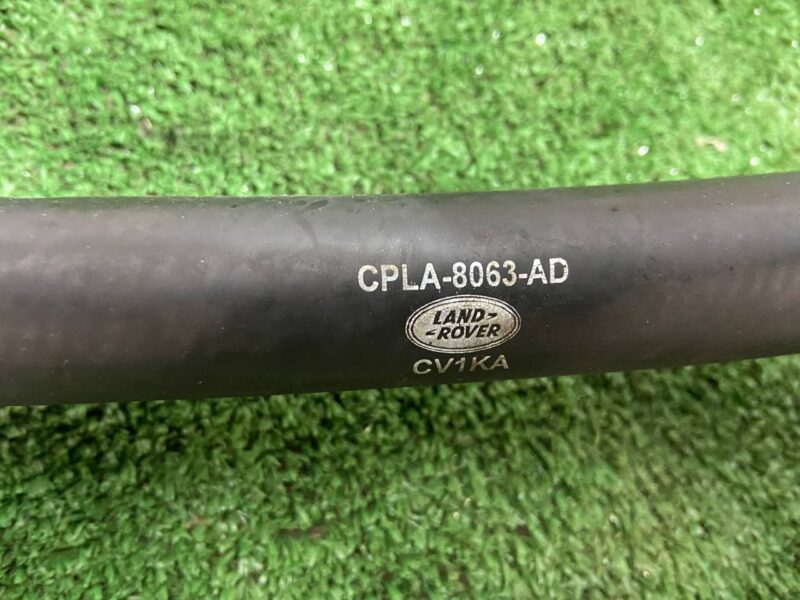 CPLA-8063-AD
LAND-
-ROVER
CV1KA